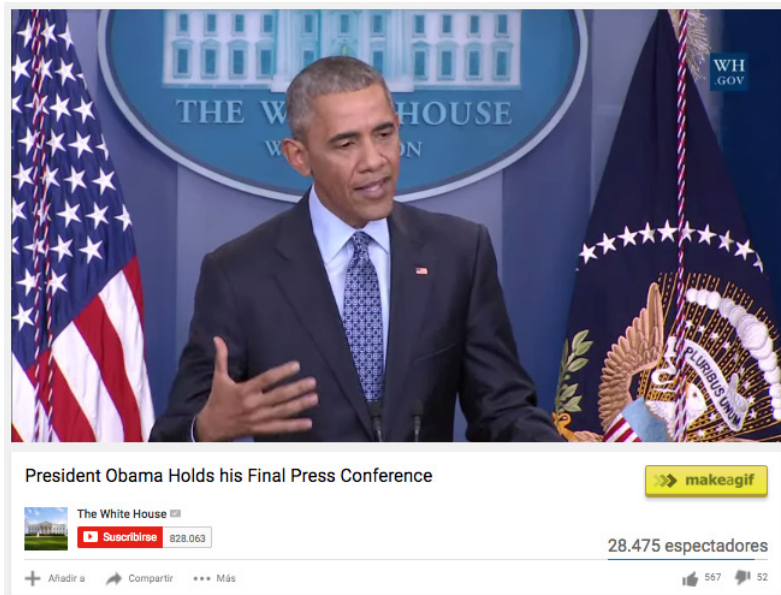 WH
.GOV
THE W HOUSE
W ON
PLURIBUS UNUM
President Obama Holds his Final Press Conference
makeagif
The White House
Suscribirse 828.063
28.475 espectadores
Añadir a Compartir Más
567 52